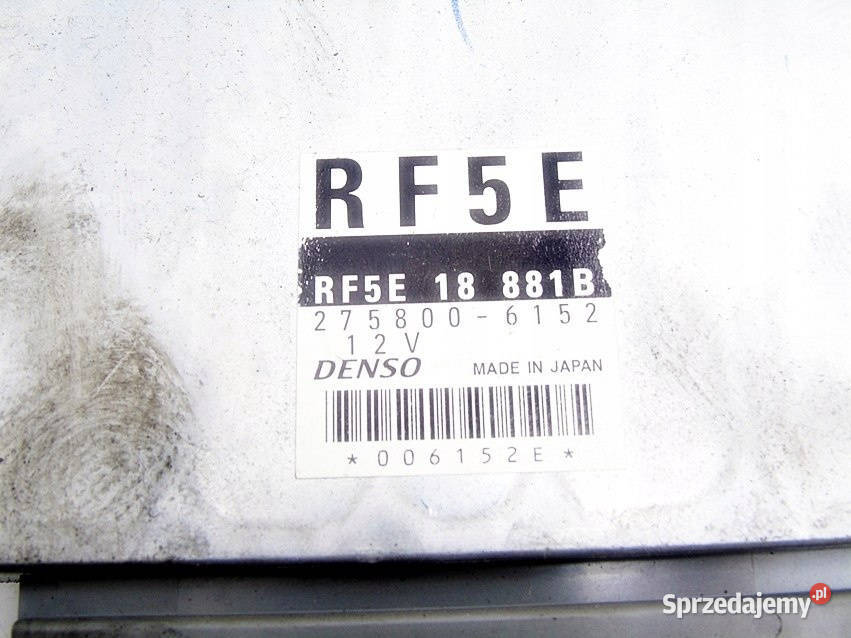 RF5E
RF5E 18 881B
275800-6152
12V
DENSO MADE IN JAPAN
*006152E*
Sprzedajemy.pl